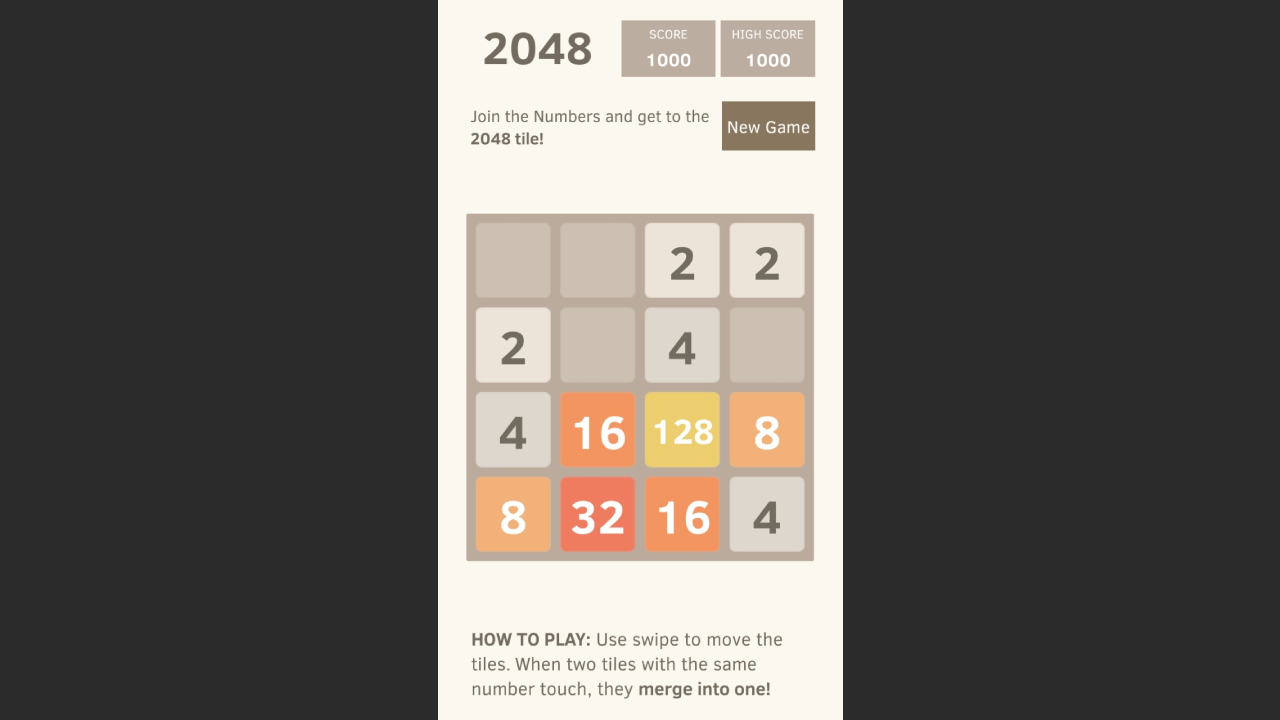 2048
SCORE
1000
HIGH SCORE
1000
Join the Numbers and get to the
2048 tile!
New Game
2 2
2 4
4 16 128 8
8 32 16 4
HOW TO PLAY: Use swipe to move the
tiles. When two tiles with the same
number touch, they merge into one!